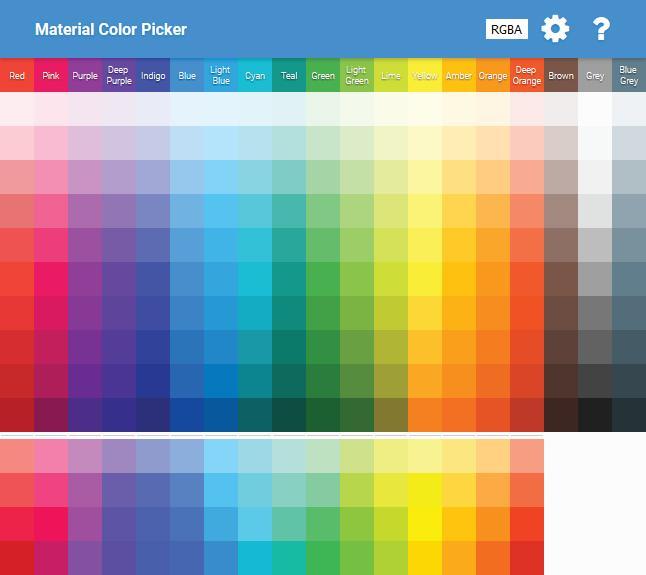 Material Color Picker
RGBA
?
Red
Pink
Purple
Deep
Purple
Indigo
Blue
Light
Blue
Cyan
Teal
Green
Light
Green
Lime
Yellow
Amber
Orange
Deep
Orange
Brown
Grey
Blue
Grey